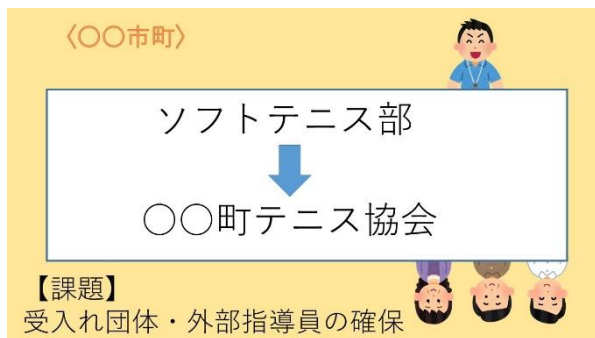 〈〇〇市町〉
ソフトテニス部
〇〇町テニス協会
【課題】
受入れ団体・外部指導員の確保